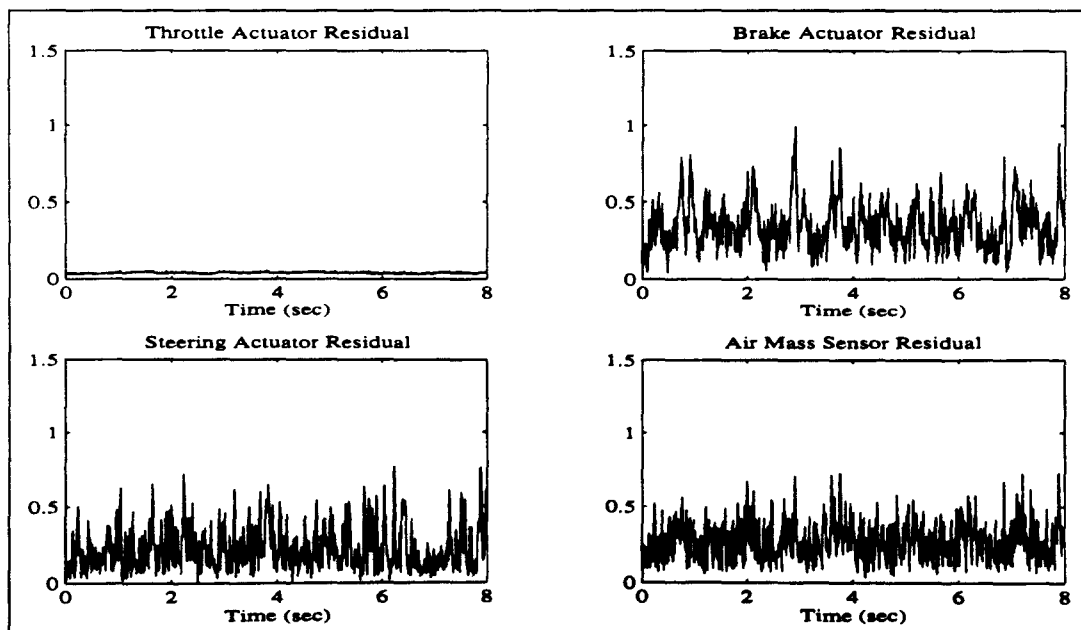 Throttle Actuator Residual
1.5
1
0.5
0
0 2 4 6 8
Time (sec)
Brake Actuator Residual
1.5
1
0.5
0
0 2 4 6 8
Time (sec)
Steering Actuator Residual
1.5
1
0.5
0
0 2 4 6 8
Time (sec)
Air Mass Sensor Residual
1.5
1
0.5
0
0 2 4 6 8
Time (sec)